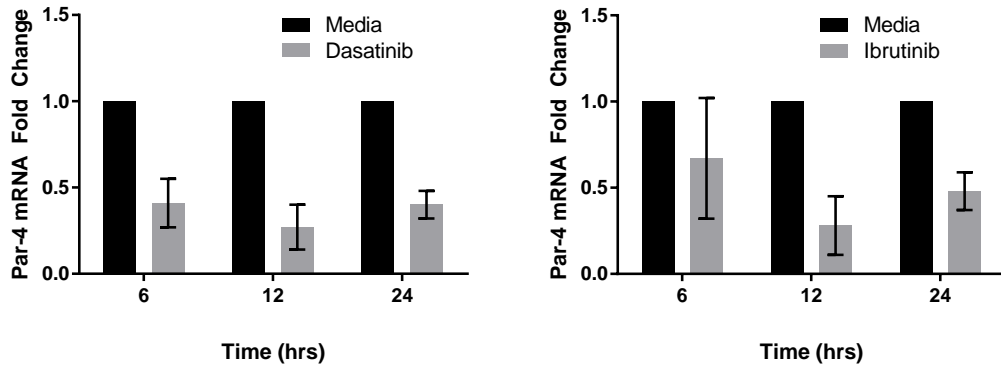 Par-4 mRNA Fold Change
1.5
1.0
0.5
0.0
Media
Dasatinib
6 12 24
Time (hrs)
Par-4 mRNA Fold Change
1.5
1.0
0.5
0.0
Media
Ibrutinib
6 12 24
Time (hrs)